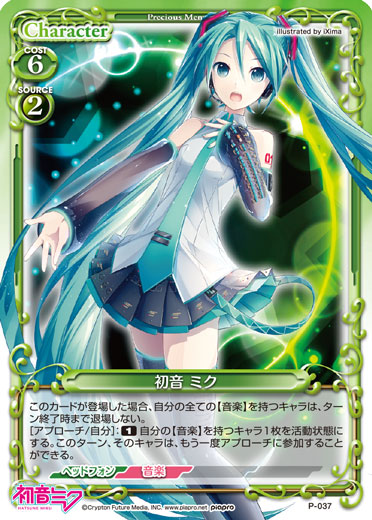 Precious Mem
Character
illustrated by iXima
COST
6
SOURCE
2
01
初音 ミク
このカードが登場した場合、自分の全ての【音楽】を持つキャラは、ター
ン終了時まで退場しない。
[アプローチ/自分]:1 自分の【音楽】を持つキャラ1枚を活動状態に
する。このターン、そのキャラは、もう一度アプローチに参加すること
ができる。
ヘッドフォン 音楽
初音ミク
HATSUNE MIKU
©Crypton Future Media, INC. www.piapro.net piapro
P-037